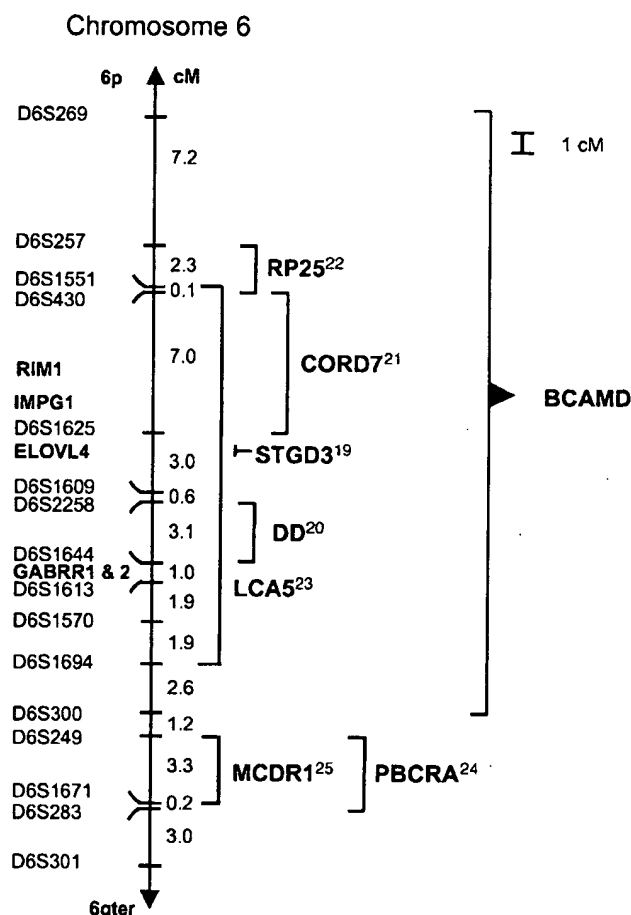 Chromosome 6
6p cM
D6S269
1 cM
7.2
D6S257
2.3
RP25²²
D6S1551
0.1
D6S430
7.0
CORD7²¹
RIM1
IMPG1
BCAMD
D6S1625
ELOVL4
3.0
STGD3¹⁹
D6S1609
0.6
D6S2258
3.1
DD²⁰
D6S1644
GABRR1 & 2
1.0
LCA5²³
D6S1613
1.9
D6S1570
1.9
D6S1694
2.6
D6S300
1.2
D6S249
3.3
MCDR1²⁵
PBCRA²⁴
D6S1671
0.2
D6S283
3.0
D6S301
6qter